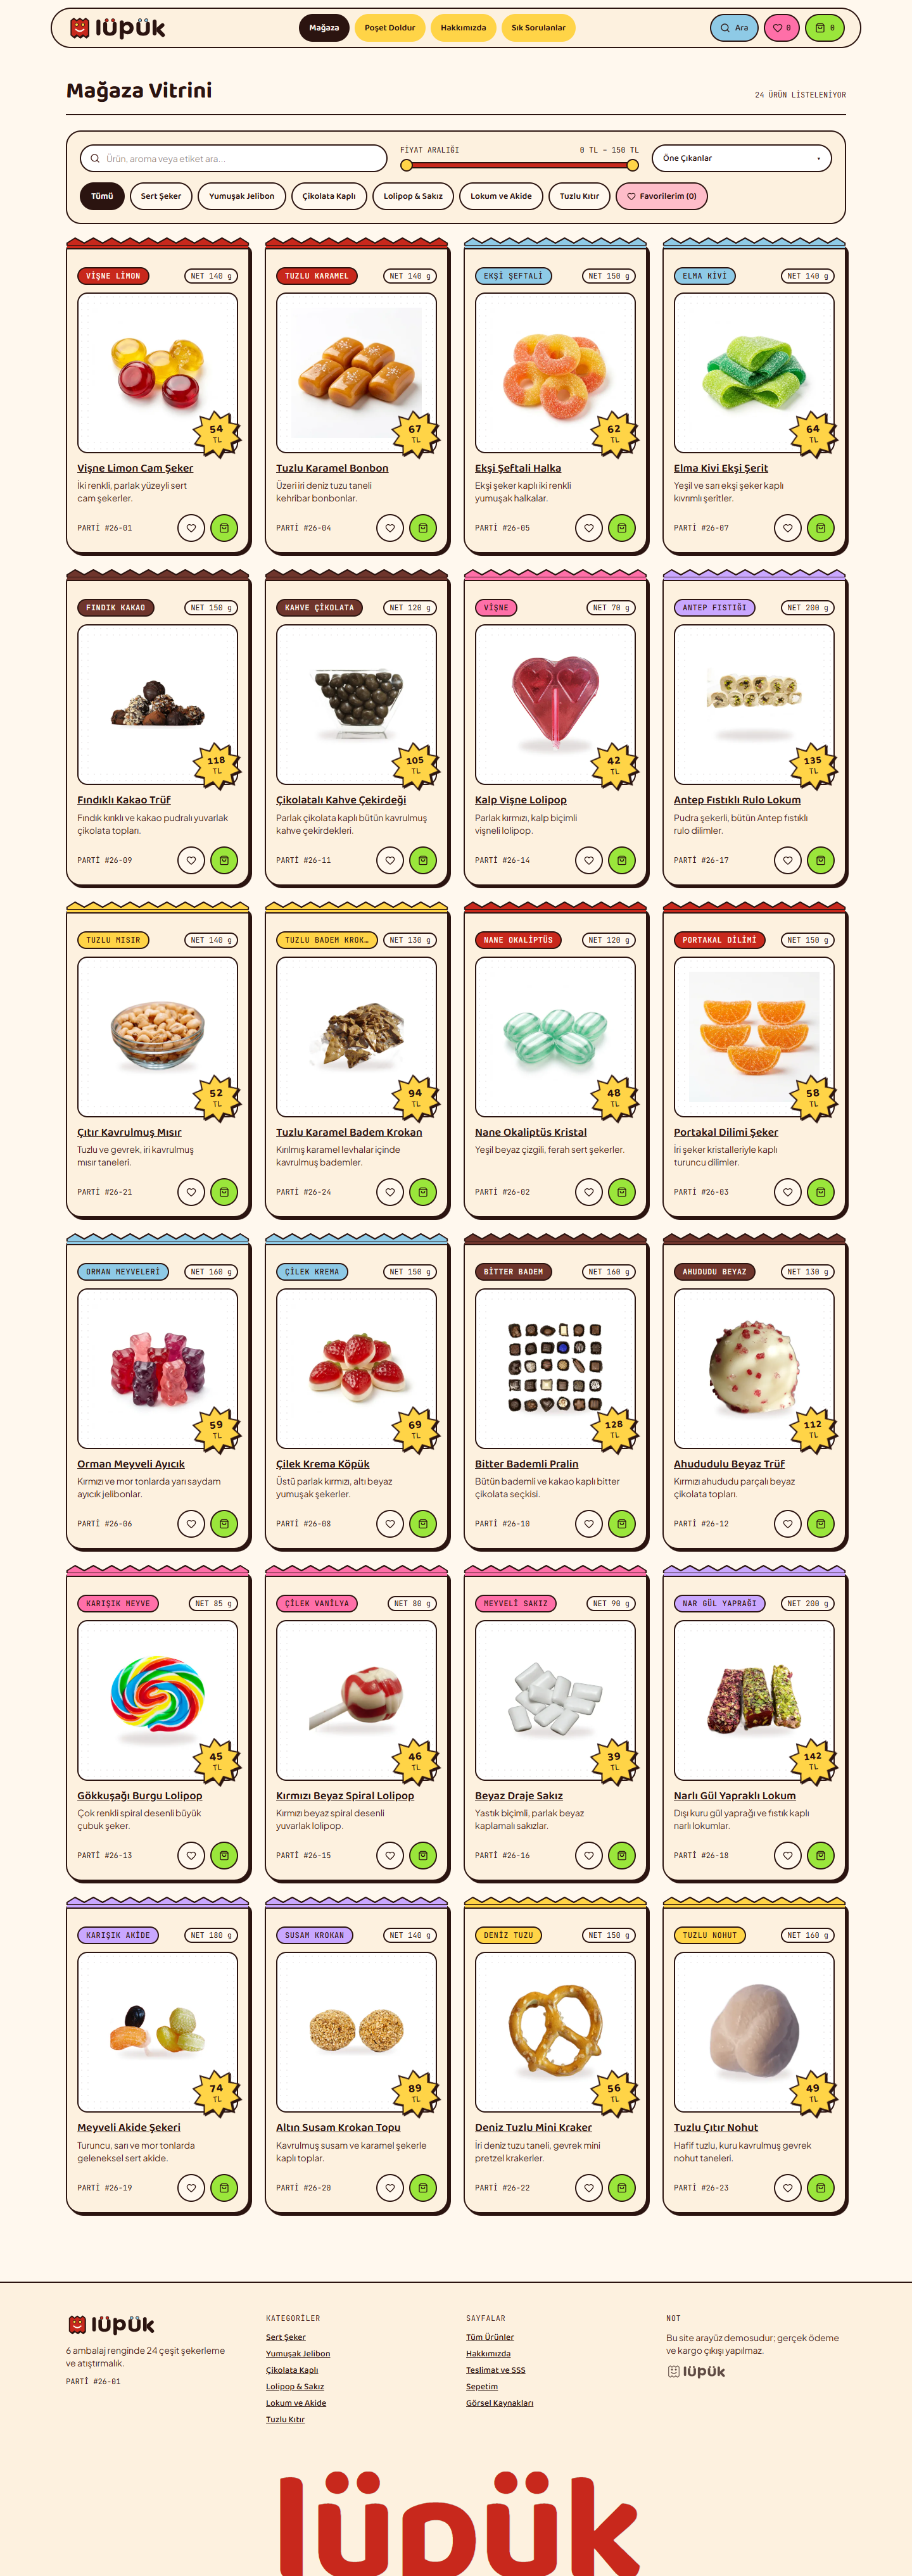 lüpük
Mağaza
Poşet Doldur
Hakkımızda
Sık Sorulanlar
Ara
0
0
Mağaza Vitrini
24 ÜRÜN LİSTELENİYOR
Ürün, aroma veya etiket ara...
FİYAT ARALIĞI
0 TL – 150 TL
Öne Çıkanlar
Tümü
Sert Şeker
Yumuşak Jelibon
Çikolata Kaplı
Lolipop & Sakız
Lokum ve Akide
Tuzlu Kıtır
Favorilerim (0)
VİŞNE LİMON
NET 140 g
54
TL
Vişne Limon Cam Şeker
İki renkli, parlak yüzeyli sert
cam şekerler.
PARTİ #26-01
TUZLU KARAMEL
NET 140 g
67
TL
Tuzlu Karamel Bonbon
Üzeri iri deniz tuzu taneli
kehribar bonbonlar.
PARTİ #26-04
EKŞİ ŞEFTALİ
NET 150 g
62
TL
Ekşi Şeftali Halka
Ekşi şeker kaplı iki renkli
yumuşak halkalar.
PARTİ #26-05
ELMA KİVİ
NET 140 g
64
TL
Elma Kivi Ekşi Şerit
Yeşil ve sarı ekşi şeker kaplı
kıvrımlı şeritler.
PARTİ #26-07
FINDIK KAKAO
NET 150 g
118
TL
Fındıklı Kakao Trüf
Fındık kırıklı ve kakao pudralı yuvarlak
çikolata topları.
PARTİ #26-09
KAHVE ÇİKOLATA
NET 120 g
105
TL
Çikolatalı Kahve Çekirdeği
Parlak çikolata kaplı bütün kavrulmuş
kahve çekirdekleri.
PARTİ #26-11
VİŞNE
NET 70 g
42
TL
Kalp Vişne Lolipop
Parlak kırmızı, kalp biçimli
vişneli lolipop.
PARTİ #26-14
ANTEP FISTIĞI
NET 200 g
135
TL
Antep Fıstıklı Rulo Lokum
Pudra şekerli, bütün Antep fıstıklı
rulo dilimler.
PARTİ #26-17
TUZLU MISIR
NET 140 g
52
TL
Çıtır Kavrulmuş Mısır
Tuzlu ve gevrek, iri kavrulmuş
mısır taneleri.
PARTİ #26-21
TUZLU BADEM KROK…
NET 130 g
94
TL
Tuzlu Karamel Badem Krokan
Kırılmış karamel levhalar içinde
kavrulmuş bademler.
PARTİ #26-24
NANE OKALİPTÜS
NET 120 g
48
TL
Nane Okaliptüs Kristal
Yeşil beyaz çizgili, ferah sert şekerler.
PARTİ #26-02
PORTAKAL DİLİMİ
NET 150 g
58
TL
Portakal Dilimi Şeker
İri şeker kristalleriyle kaplı
turuncu dilimler.
PARTİ #26-03
ORMAN MEYVELERİ
NET 160 g
59
TL
Orman Meyveli Ayıcık
Kırmızı ve mor tonlarda yarı saydam
ayıcık jelibonlar.
PARTİ #26-06
ÇİLEK KREMA
NET 150 g
69
TL
Çilek Krema Köpük
Üstü parlak kırmızı, altı beyaz
yumuşak şekerler.
PARTİ #26-08
BİTTER BADEM
NET 160 g
128
TL
Bitter Bademli Pralin
Bütün bademli ve kakao kaplı bitter
çikolata seçkisi.
PARTİ #26-10
AHUDUDU BEYAZ
NET 130 g
112
TL
Ahududulu Beyaz Trüf
Kırmızı ahududu parçalı beyaz
çikolata topları.
PARTİ #26-12
KARIŞIK MEYVE
NET 85 g
45
TL
Gökkuşağı Burgu Lolipop
Çok renkli spiral desenli büyük
çubuk şeker.
PARTİ #26-13
ÇİLEK VANİLYA
NET 80 g
46
TL
Kırmızı Beyaz Spiral Lolipop
Kırmızı beyaz spiral desenli
yuvarlak lolipop.
PARTİ #26-15
MEYVELİ SAKIZ
NET 90 g
39
TL
Beyaz Draje Sakız
Yastık biçimli, parlak beyaz
kaplamalı sakızlar.
PARTİ #26-16
NAR GÜL YAPRAĞI
NET 200 g
142
TL
Narlı Gül Yapraklı Lokum
Dışı kuru gül yaprağı ve fıstık kaplı
narlı lokumlar.
PARTİ #26-18
KARIŞIK AKİDE
NET 180 g
74
TL
Meyveli Akide Şekeri
Turuncu, sarı ve mor tonlarda
geleneksel sert akide.
PARTİ #26-19
SUSAM KROKAN
NET 140 g
89
TL
Altın Susam Krokan Topu
Kavrulmuş susam ve karamel şekerle
kaplı toplar.
PARTİ #26-20
DENİZ TUZU
NET 150 g
56
TL
Deniz Tuzlu Mini Kraker
İri deniz tuzu taneli, gevrek mini
pretzel krakerler.
PARTİ #26-22
TUZLU NOHUT
NET 160 g
49
TL
Tuzlu Çıtır Nohut
Hafif tuzlu, kuru kavrulmuş gevrek
nohut taneleri.
PARTİ #26-23
lüpük
6 ambalaj renginde 24 çeşit şekerleme
ve atıştırmalık.
PARTİ #26-01
KATEGORİLER
Sert Şeker
Yumuşak Jelibon
Çikolata Kaplı
Lolipop & Sakız
Lokum ve Akide
Tuzlu Kıtır
SAYFALAR
Tüm Ürünler
Hakkımızda
Teslimat ve SSS
Sepetim
Görsel Kaynakları
NOT
Bu site arayüz demosudur; gerçek ödeme
ve kargo çıkışı yapılmaz.
lüpük
lüpük